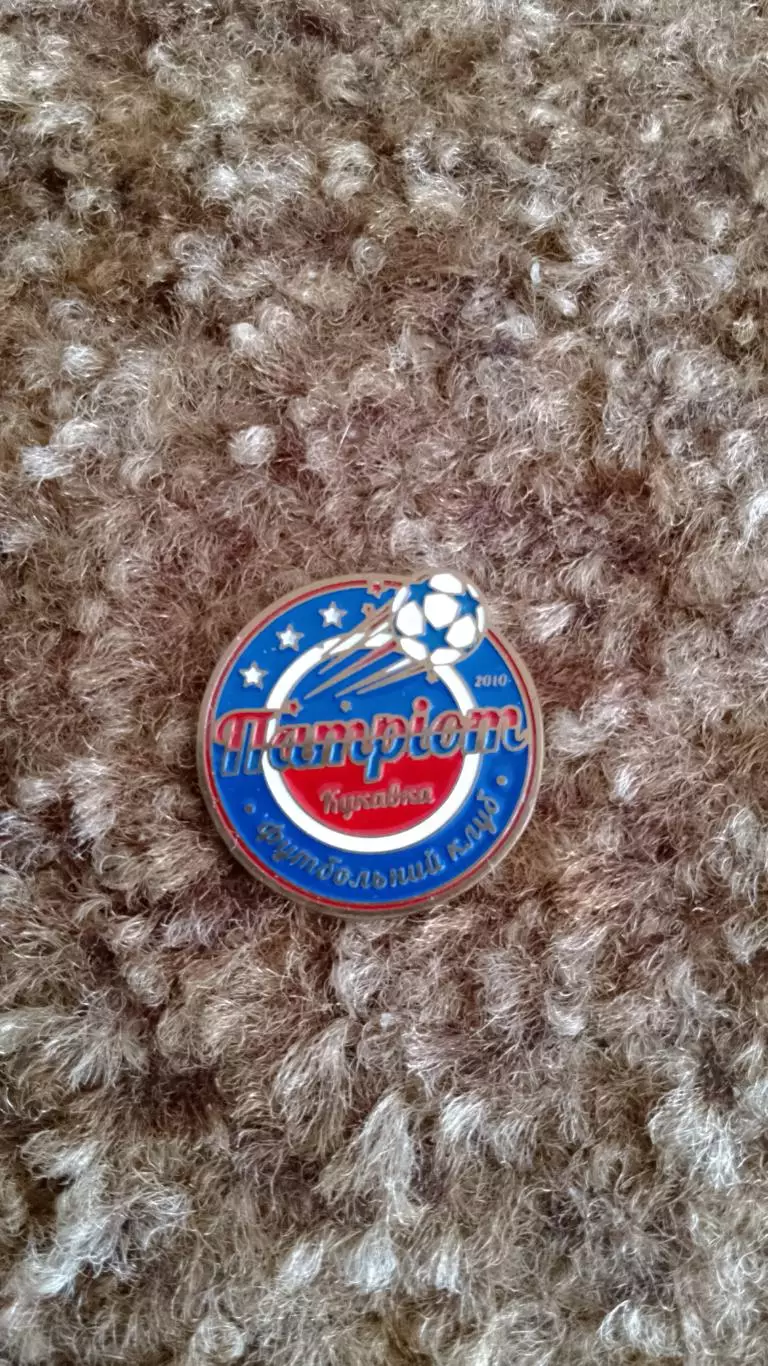 2010
Патріот
Кукавка
Футбольний клуб